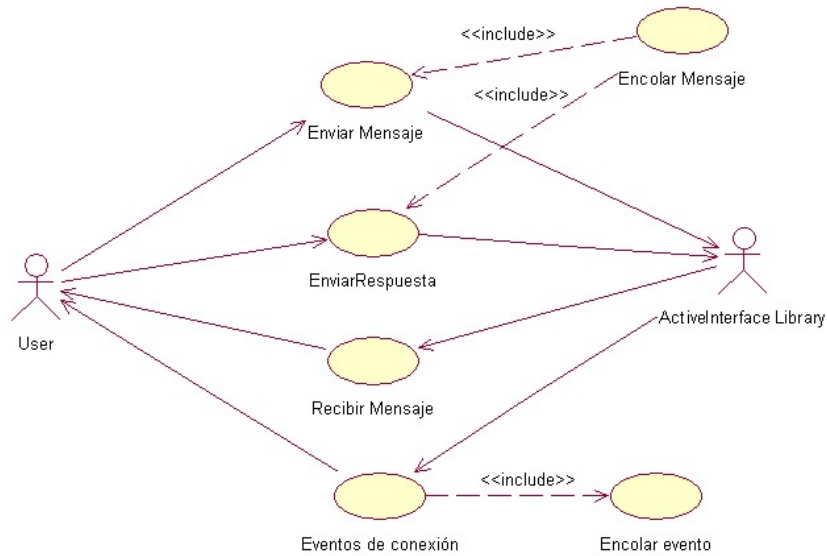 <<include>>
Encolar Mensaje
<<include>>
Enviar Mensaje
EnviarRespuesta
User
ActiveInterface Library
Recibir Mensaje
<<include>>
Eventos de conexión
Encolar evento